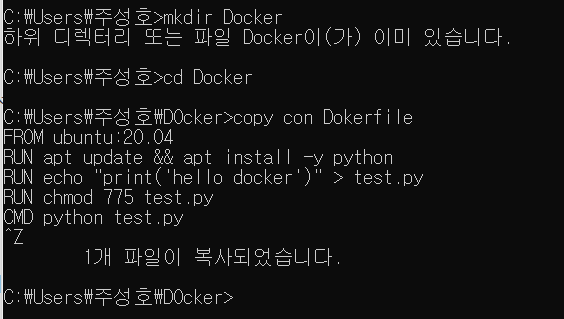 C:\Users\주성호>mkdir Docker
하위 디렉터리 또는 파일 Docker이(가) 이미 있습니다.
C:\Users\주성호>cd Docker
C:\Users\주성호\DOcker>copy con Dokerfile
FROM ubuntu:20.04
RUN apt update && apt install -y python
RUN echo "print('hello docker')" > test.py
RUN chmod 775 test.py
CMD python test.py
^Z
1개 파일이 복사되었습니다.
C:\Users\주성호\DOcker>